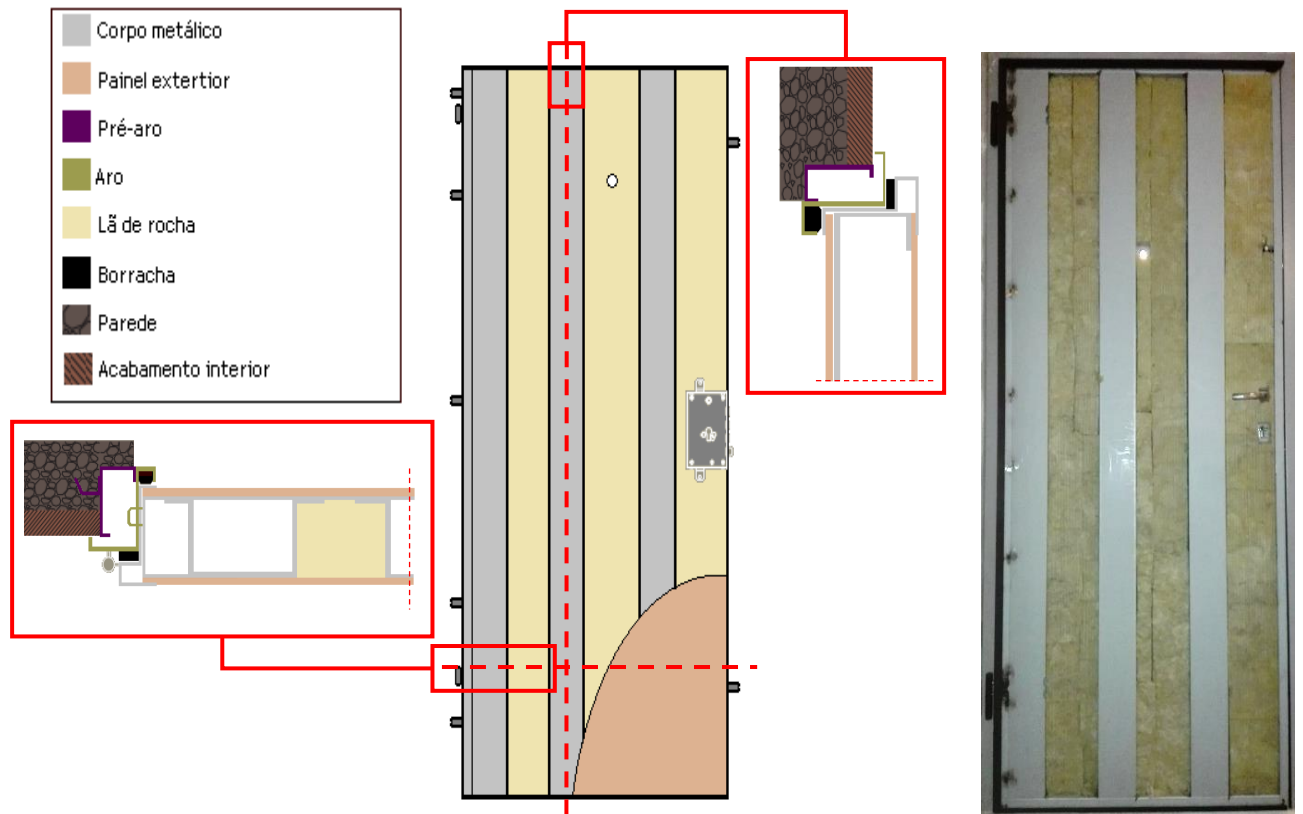 Corpo metálico
Painel extertior
Pré-aro
Aro
Lã de rocha
Borracha
Parede
Acabamento interior